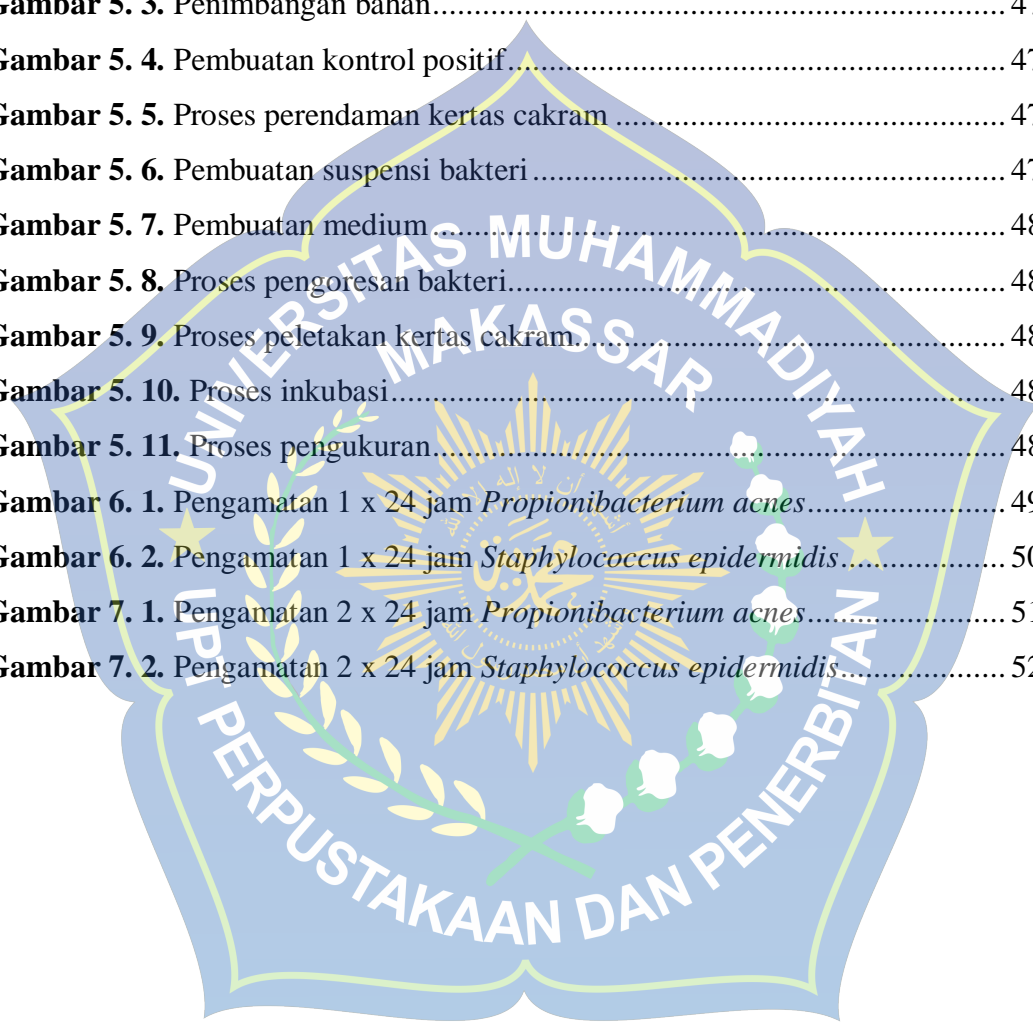 Gambar 5. 3. Penimbangan bahan
Gambar 5. 4. Pembuatan kontrol positif 47
Gambar 5. 5. Proses perendaman kertas cakram 47
Gambar 5. 6. Pembuatan suspensi bakteri 47
Gambar 5. 7. Pembuatan medium 48
Gambar 5. 8. Proses pengoresan bakteri 48
Gambar 5. 9. Proses peletakan kertas cakram 48
Gambar 5. 10. Proses inkubasi 48
Gambar 5. 11. Proses pengukuran 48
Gambar 6. 1. Pengamatan 1 x 24 jam Propionibacterium acnes 49
Gambar 6. 2. Pengamatan 1 x 24 jam Staphylococcus epidermidis 50
Gambar 7. 1. Pengamatan 2 x 24 jam Propionibacterium acnes 51
Gambar 7. 2. Pengamatan 2 x 24 jam Staphylococcus epidermidis 52
UNIVERSITAS MUHAMMADIYAH
MAKASSAR
UPT PERPUSTAKAAN DAN PENERBITAN